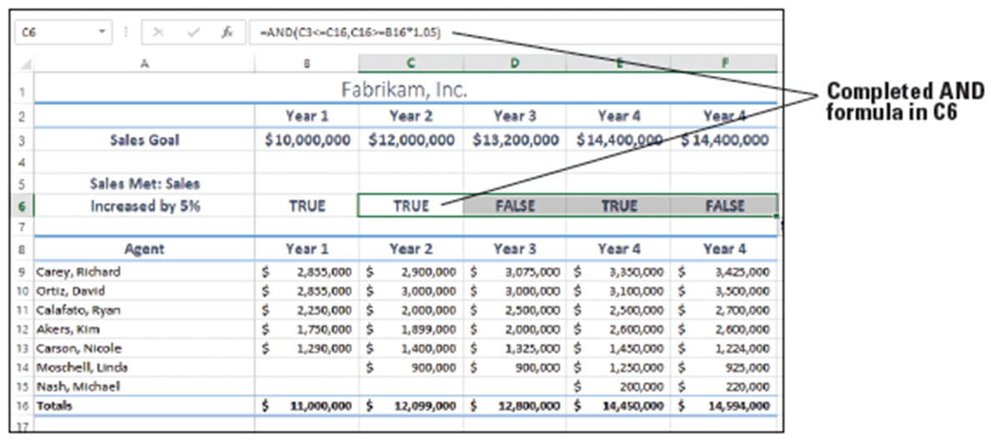 C6 fx =AND(C3<=C16,C16>=B16*1.05)
A B C D E F
1 Fabrikam, Inc.
2 Year 1 Year 2 Year 3 Year 4 Year 4
3 Sales Goal $10,000,000 $12,000,000 $13,200,000 $14,400,000 $14,400,000
4
5 Sales Met: Sales
6 Increased by 5% TRUE TRUE FALSE TRUE FALSE
7
8 Agent Year 1 Year 2 Year 3 Year 4 Year 4
9 Carey, Richard $ 2,855,000 $ 2,900,000 $ 3,075,000 $ 3,350,000 $ 3,425,000
10 Ortiz, David $ 2,855,000 $ 3,000,000 $ 3,000,000 $ 3,100,000 $ 3,500,000
11 Calafato, Ryan $ 2,250,000 $ 2,000,000 $ 2,500,000 $ 2,500,000 $ 2,700,000
12 Akers, Kim $ 1,750,000 $ 1,899,000 $ 2,000,000 $ 2,600,000 $ 2,600,000
13 Carson, Nicole $ 1,290,000 $ 1,400,000 $ 1,325,000 $ 1,450,000 $ 1,224,000
14 Moschell, Linda $ 900,000 $ 900,000 $ 1,250,000 $ 925,000
15 Nash, Michael $ 200,000 $ 220,000
16 Totals $ 11,000,000 $ 12,099,000 $ 12,800,000 $ 14,450,000 $ 14,594,000
17
Completed AND
formula in C6